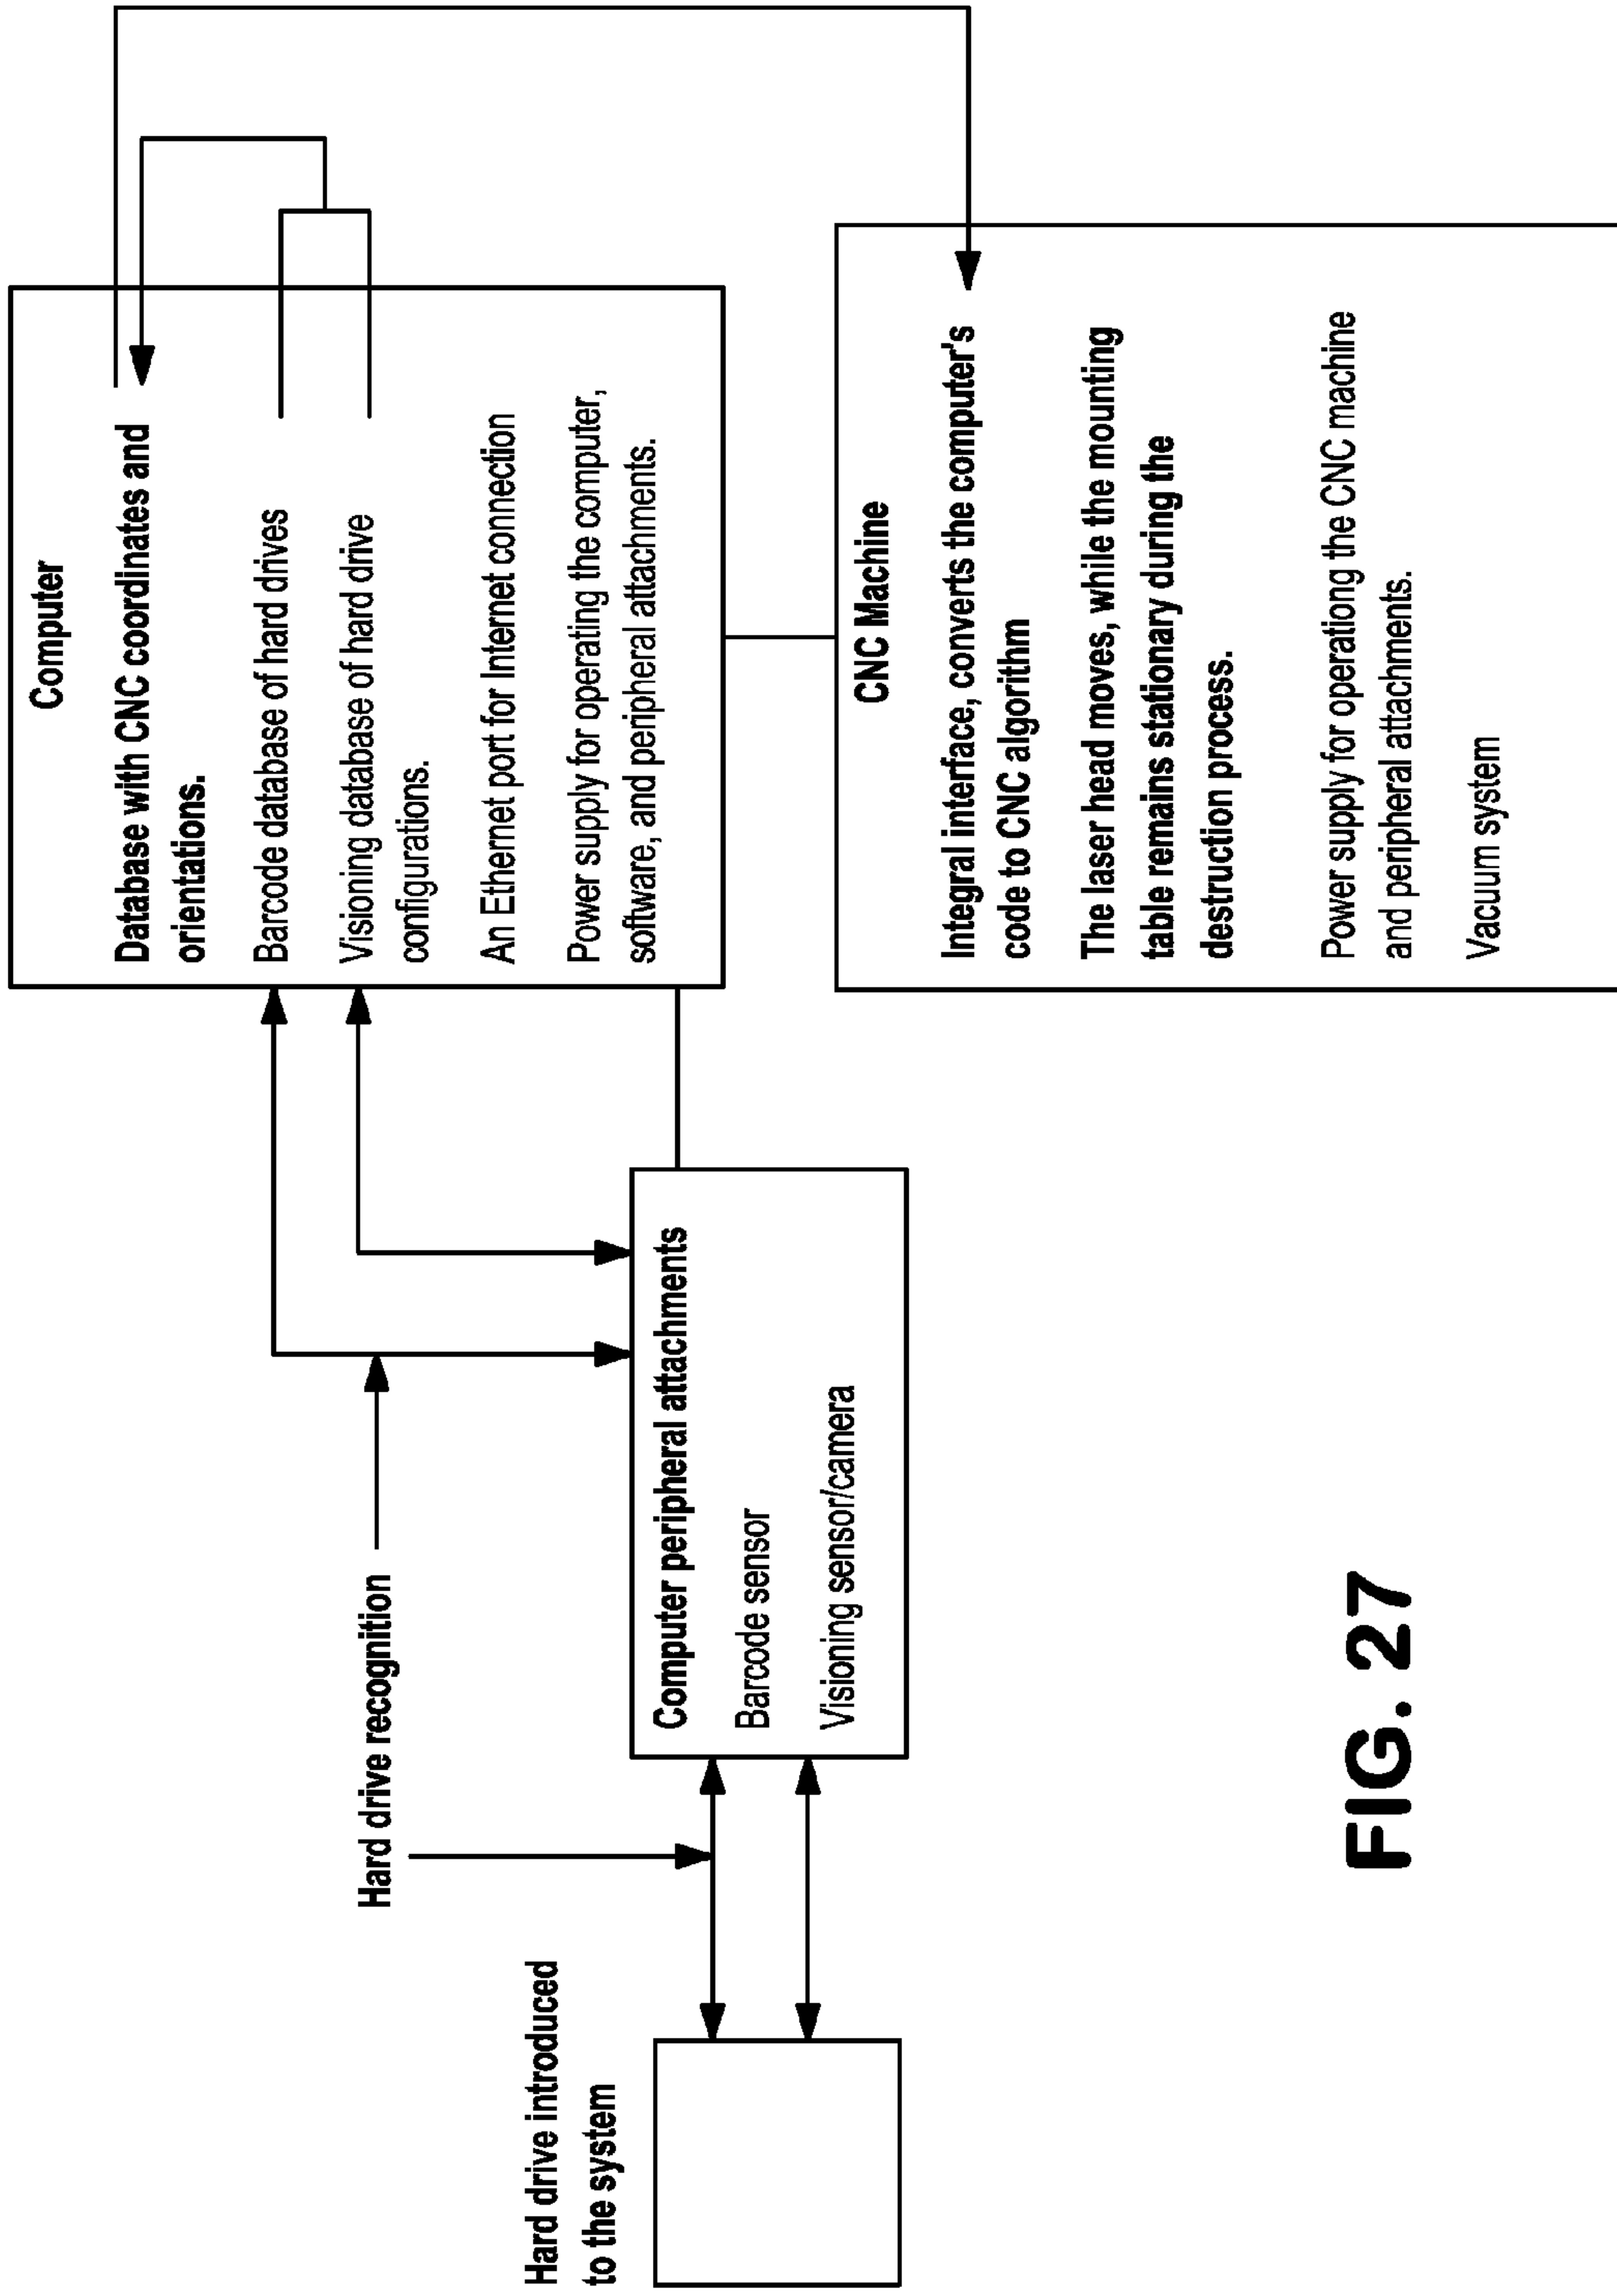 Hard drive introduced
to the system
Hard drive recognition
Computer peripheral attachments
Barcode sensor
Visioning sensor/camera
Computer
Database with CNC coordinates and
orientations.
Barcode database of hard drives
Visioning database of hard drive
configurations.
An Ethernet port for Internet connection
Power supply for operating the computer,
software, and peripheral attachments.
CNC Machine
Integral interface, converts the computer's
code to CNC algorithm
The laser head moves, while the mounting
table remains stationary during the
destruction process.
Power supply for operationg the CNC machine
and peripheral attachments.
Vacuum system
FIG. 27